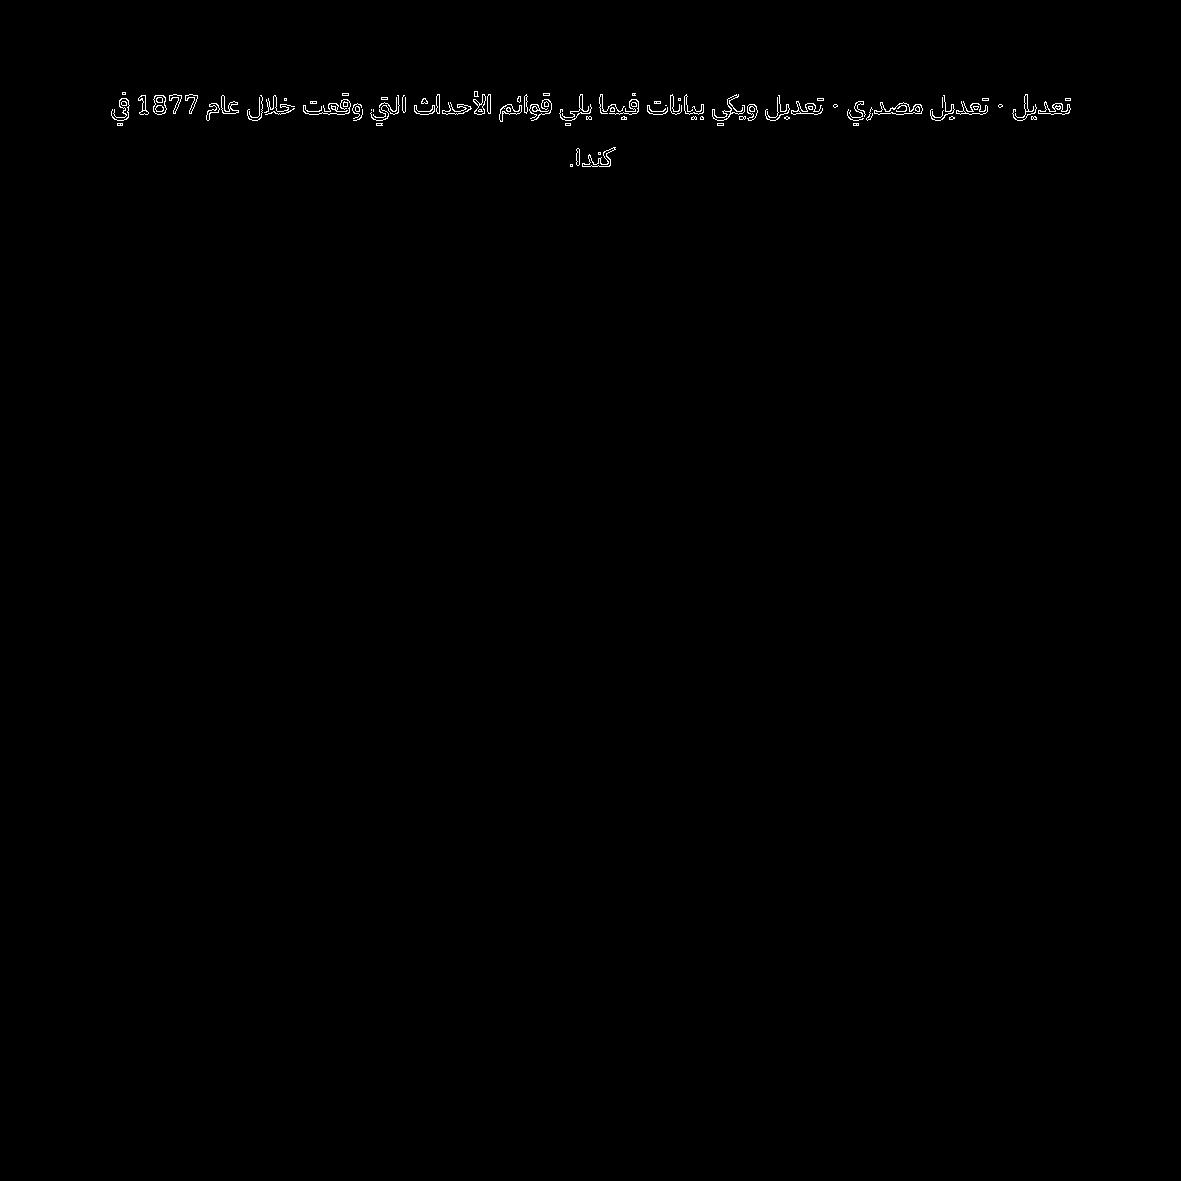 تعديل · تعديل مصدري · تعديل ويكي بيانات فيما يلي قوائم الأحداث التي وقعت خلال عام 1877 في
كندا.